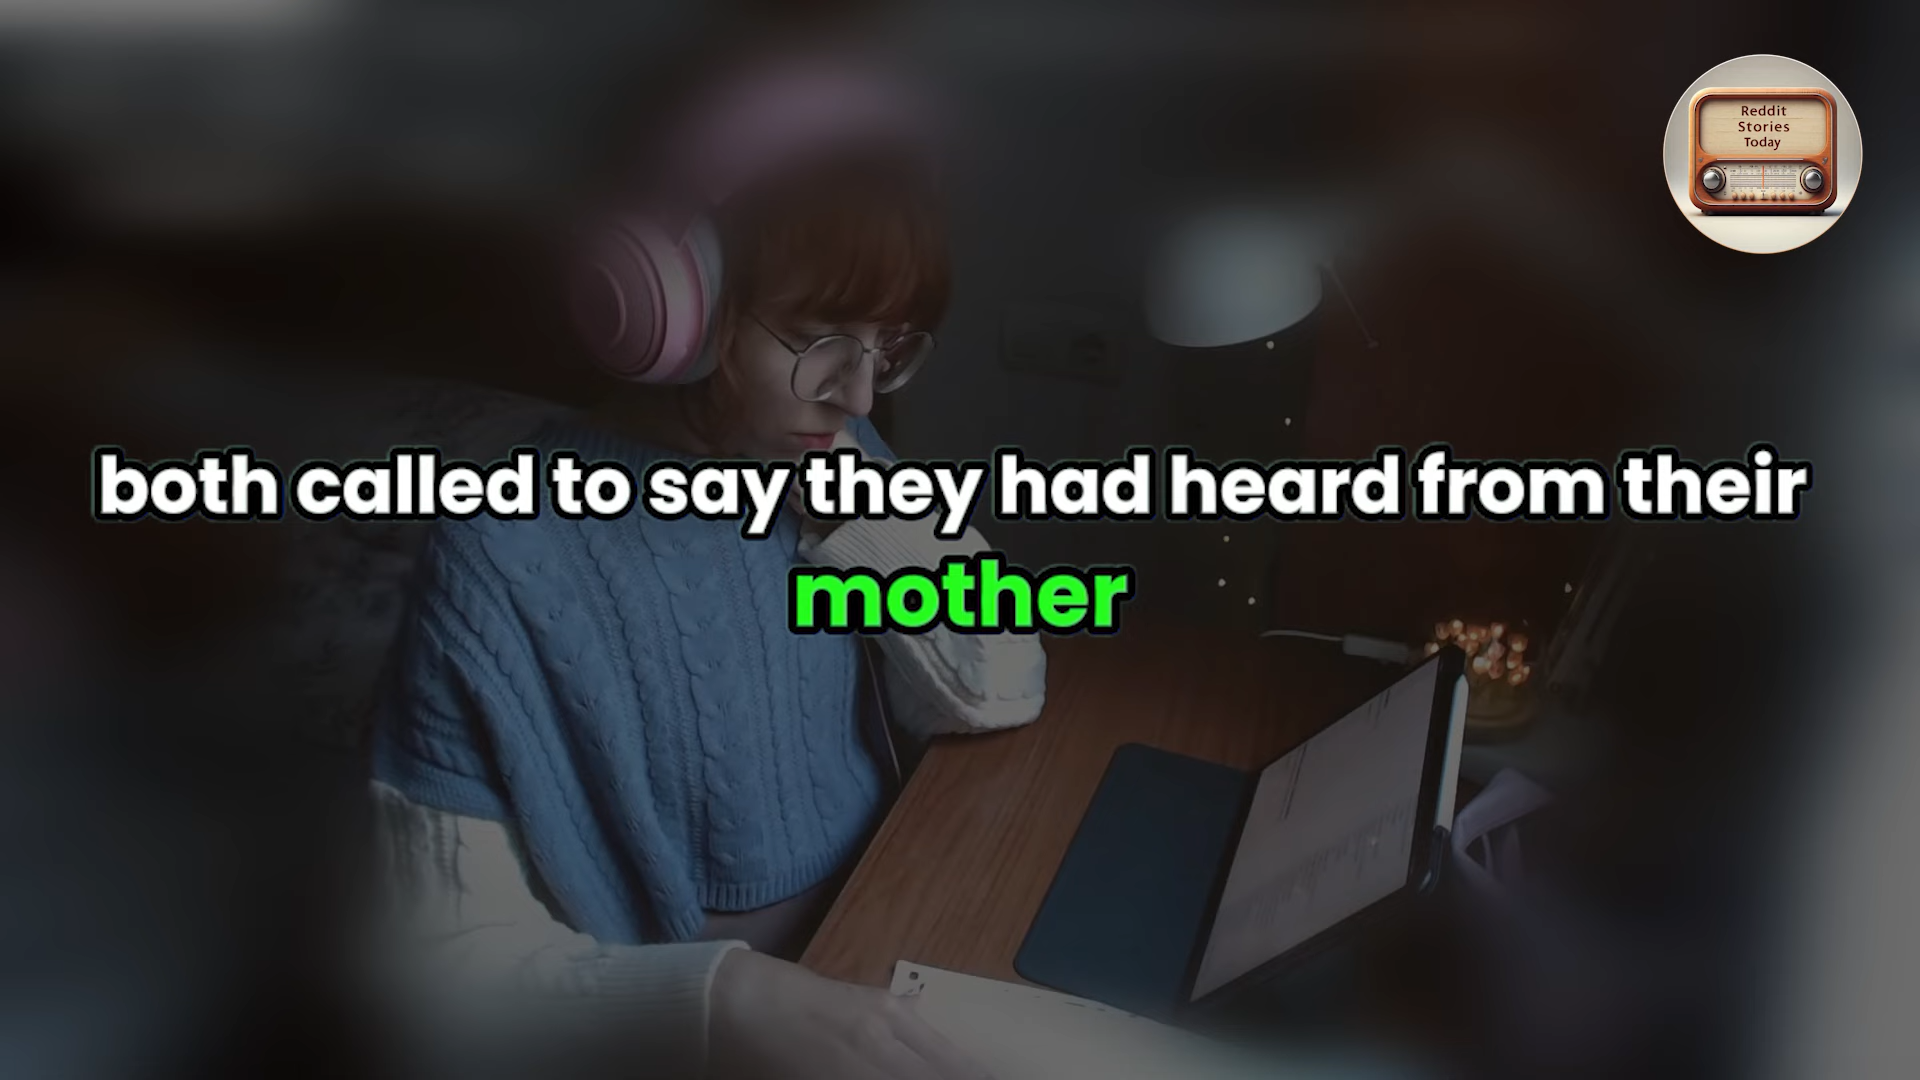 Reddit
Stories
Today
both called to say they had heard from their
mother